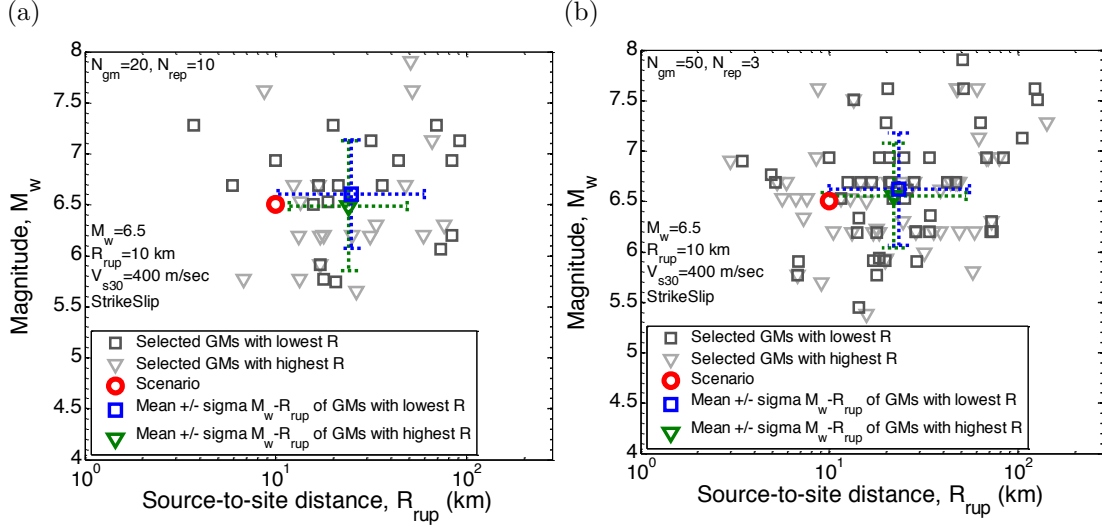 (a)
8
7.5
7
6.5
6
5.5
5
4.5
4
Magnitude, M_w
N_gm=20, N_rep=10
M_w=6.5
R_rup=10 km
V_s30=400 m/sec
StrikeSlip
Selected GMs with lowest R
Selected GMs with highest R
Scenario
Mean +/- sigma M_w-R_rup of GMs with lowest R
Mean +/- sigma M_w-R_rup of GMs with highest R
10^0 10^1 10^2
Source-to-site distance, R_rup (km)
(b)
8
7.5
7
6.5
6
5.5
5
4.5
4
Magnitude, M_w
N_gm=50, N_rep=3
M_w=6.5
R_rup=10 km
V_s30=400 m/sec
StrikeSlip
Selected GMs with lowest R
Selected GMs with highest R
Scenario
Mean +/- sigma M_w-R_rup of GMs with lowest R
Mean +/- sigma M_w-R_rup of GMs with highest R
10^0 10^1 10^2
Source-to-site distance, R_rup (km)